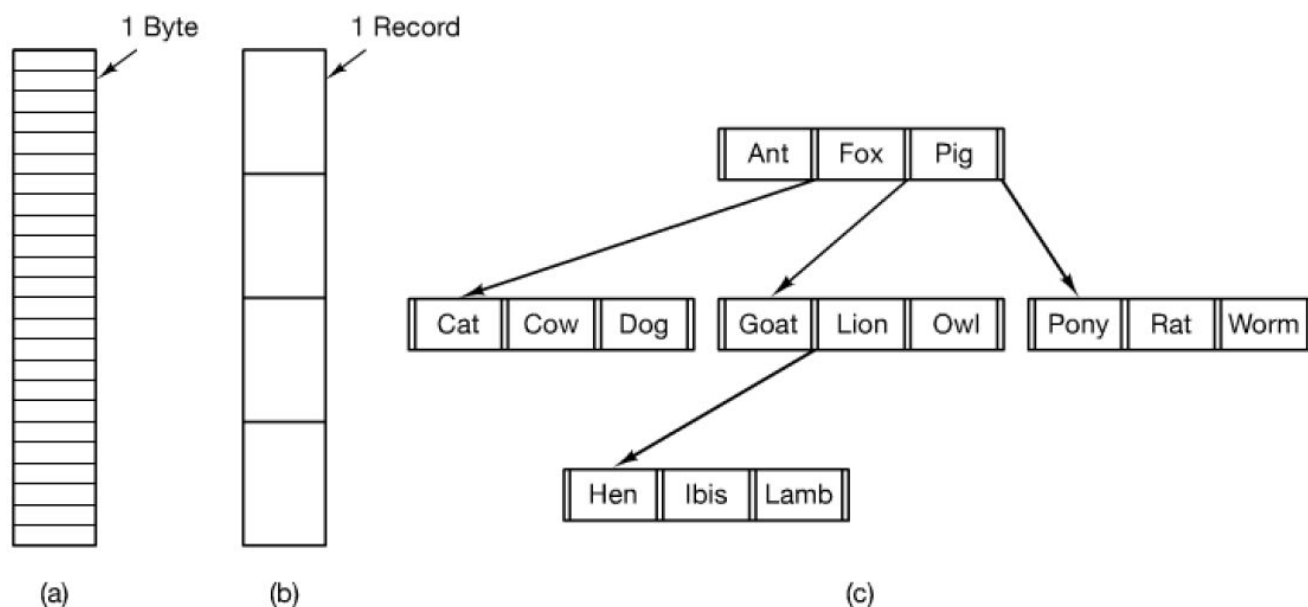 1 Byte 1 Record
Ant Fox Pig
Cat Cow Dog Goat Lion Owl Pony Rat Worm
Hen Ibis Lamb
(a) (b) (c)